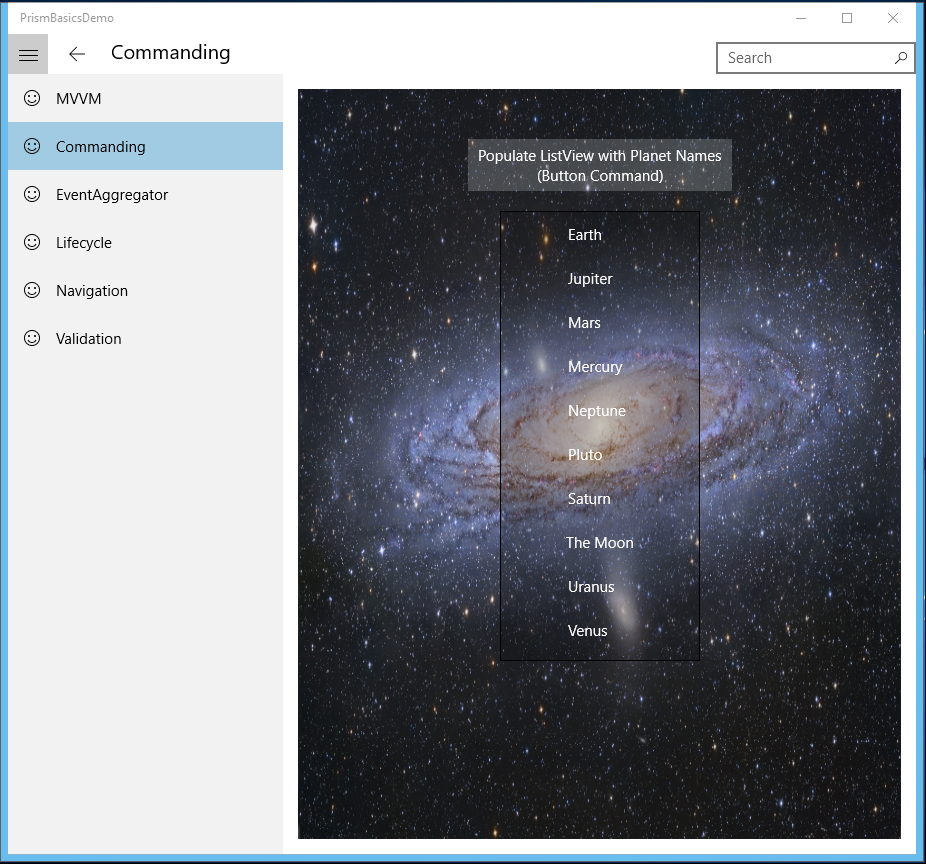 PrismBasicsDemo
Commanding
Search
MVVM
Commanding
EventAggregator
Lifecycle
Navigation
Validation
Populate ListView with Planet Names
(Button Command)
Earth
Jupiter
Mars
Mercury
Neptune
Pluto
Saturn
The Moon
Uranus
Venus